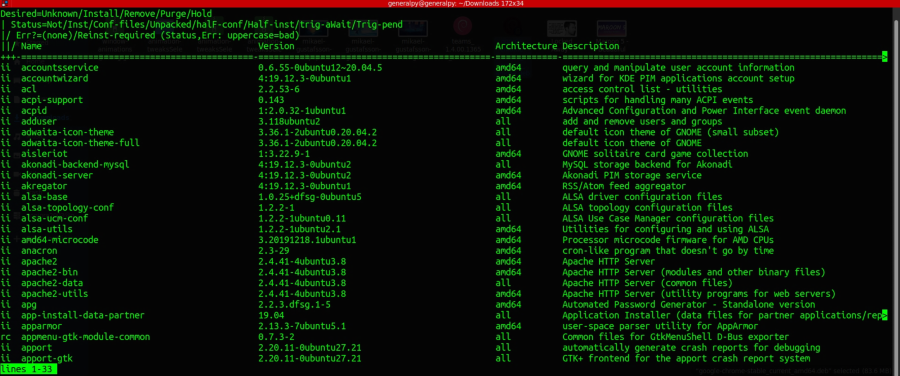 generalpy@generalpy: ~/Downloads 172x34
Desired=Unknown/Install/Remove/Purge/Hold
| Status=Not/Inst/Conf-files/Unpacked/halF-conf/Half-inst/trig-aWait/Trig-pend
|/ Err?=(none)/Reinst-required (Status,Err: uppercase=bad)
||/ Name Version Architecture Description
+++-===-===-===-===>
ii accountsservice 0.6.55-0ubuntu12~20.04.5 amd64 query and manipulate user account information
ii accountwizard 4:19.12.3-0ubuntu1 amd64 wizard for KDE PIM applications account setup
ii acl 2.2.53-6 amd64 access control list - utilities
ii acpi-support 0.143 amd64 scripts for handling many ACPI events
ii acpid 1:2.0.32-1ubuntu1 amd64 Advanced Configuration and Power Interface event daemon
ii adduser 3.118ubuntu2 all add and remove users and groups
ii adwaita-icon-theme 3.36.1-2ubuntu0.20.04.2 all default icon theme of GNOME (small subset)
ii adwaita-icon-theme-full 3.36.1-2ubuntu0.20.04.2 all default icon theme of GNOME
ii aisleriot 1:3.22.9-1 amd64 GNOME solitaire card game collection
ii akonadi-backend-mysql 4:19.12.3-0ubuntu2 all MySQL storage backend for Akonadi
ii akonadi-server 4:19.12.3-0ubuntu2 amd64 Akonadi PIM storage service
ii akregator 4:19.12.3-0ubuntu1 amd64 RSS/Atom feed aggregator
ii alsa-base 1.0.25+dfsg-0ubuntu5 all ALSA driver configuration files
ii alsa-topology-conf 1.2.2-1 all ALSA topology configuration files
ii alsa-ucm-conf 1.2.2-1ubuntu0.11 all ALSA Use Case Manager configuration files
ii alsa-utils 1.2.2-1ubuntu2.1 amd64 Utilities for configuring and using ALSA
ii amd64-microcode 3.20191218.1ubuntu1 amd64 Processor microcode firmware for AMD CPUs
ii anacron 2.3-29 amd64 cron-like program that doesn't go by time
ii apache2 2.4.41-4ubuntu3.8 amd64 Apache HTTP Server
ii apache2-bin 2.4.41-4ubuntu3.8 amd64 Apache HTTP Server (modules and other binary files)
ii apache2-data 2.4.41-4ubuntu3.8 all Apache HTTP Server (common files)
ii apache2-utils 2.4.41-4ubuntu3.8 amd64 Apache HTTP Server (utility programs for web servers)
ii apg 2.2.3.dfsg.1-5 amd64 Automated Password Generator - Standalone version
ii app-install-data-partner 19.04 all Application Installer (data files for partner applications/rep>
ii apparmor 2.13.3-7ubuntu5.1 amd64 user-space parser utility for AppArmor
rc appmenu-gtk-module-common 0.7.3-2 all Common files for GtkMenuShell D-Bus exporter
ii apport 2.20.11-0ubuntu27.21 all automatically generate crash reports for debugging
ii apport-gtk 2.20.11-0ubuntu27.21 all GTK+ frontend for the apport crash report system
lines 1-33